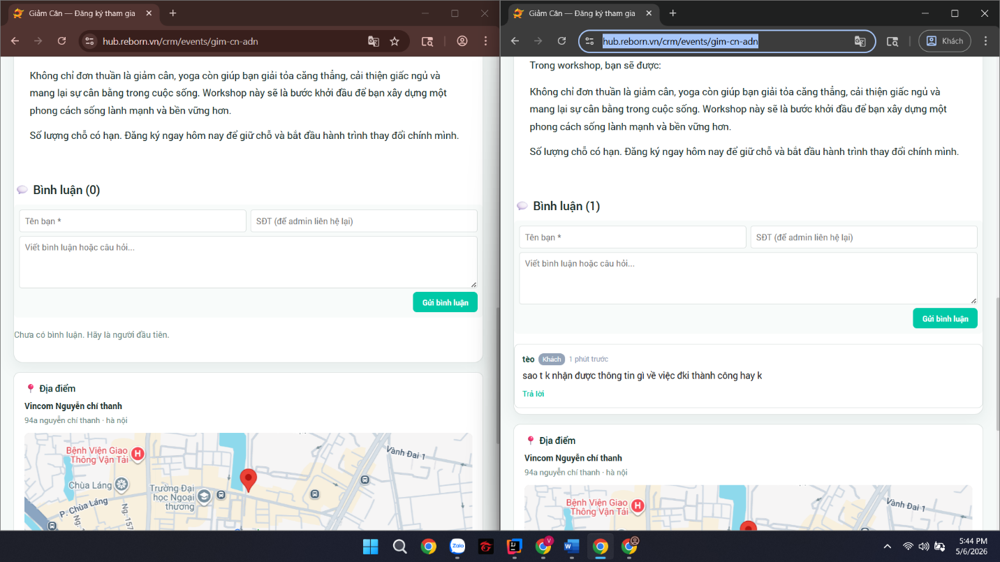 Giảm Cân — Đăng ký tham gia
hub.reborn.vn/crm/events/gim-cn-adn
Không chỉ đơn thuần là giảm cân, yoga còn giúp bạn giải tỏa căng thẳng, cải thiện giấc ngủ và
mang lại sự cân bằng trong cuộc sống. Workshop này sẽ là bước khởi đầu để bạn xây dựng một
phong cách sống lành mạnh và bền vững hơn.
Số lượng chỗ có hạn. Đăng ký ngay hôm nay để giữ chỗ và bắt đầu hành trình thay đổi chính mình.
Bình luận (0)
Tên bạn *
SĐT (để admin liên hệ lại)
Viết bình luận hoặc câu hỏi...
Gửi bình luận
Chưa có bình luận. Hãy là người đầu tiên.
Địa điểm
Vincom Nguyễn chí thanh
94a nguyễn chí thanh · hà nội
Bệnh Viện Giao
Thông Vận Tải
H
Vành Đai 1
Chùa Láng
Trường Đại
học Ngoại
thương
P. Chùa Láng
Ng. 157
Ng.
Giảm Cân — Đăng ký tham gia
hub.reborn.vn/crm/events/gim-cn-adn
Khách
Trong workshop, bạn sẽ được:
Không chỉ đơn thuần là giảm cân, yoga còn giúp bạn giải tỏa căng thẳng, cải thiện giấc ngủ và
mang lại sự cân bằng trong cuộc sống. Workshop này sẽ là bước khởi đầu để bạn xây dựng một
phong cách sống lành mạnh và bền vững hơn.
Số lượng chỗ có hạn. Đăng ký ngay hôm nay để giữ chỗ và bắt đầu hành trình thay đổi chính mình.
Bình luận (1)
Tên bạn *
SĐT (để admin liên hệ lại)
Viết bình luận hoặc câu hỏi...
Gửi bình luận
tèo Khách 1 phút trước
sao t k nhận được thông tin gì về việc đki thành công hay k
Trả lời
Địa điểm
Vincom Nguyễn chí thanh
94a nguyễn chí thanh · hà nội
Bệnh Viện Giao
Thông Vận Tải
H
Vành Đai 1
Zalo
IJ
V
W
5:44 PM
5/6/2026